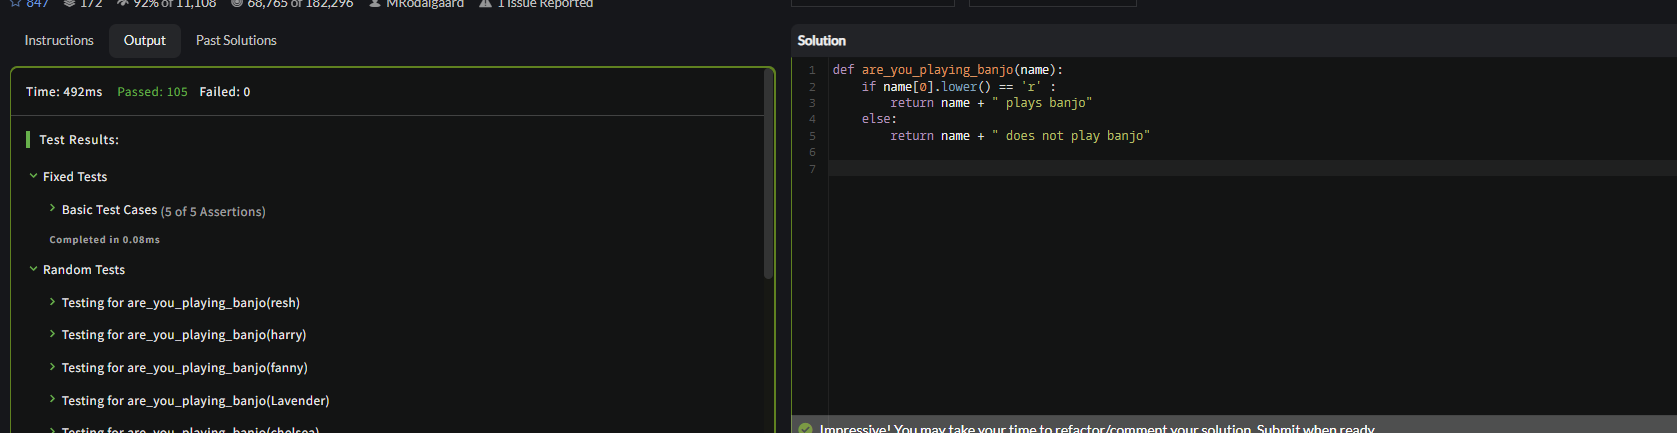 847 172 92% of 11,108 68,765 of 182,296 MRodalgaard 1 Issue Reported
Instructions Output Past Solutions
Time: 492ms Passed: 105 Failed: 0
Test Results:
Fixed Tests
Basic Test Cases (5 of 5 Assertions)
Completed in 0.08ms
Random Tests
Testing for are_you_playing_banjo(resh)
Testing for are_you_playing_banjo(harry)
Testing for are_you_playing_banjo(fanny)
Testing for are_you_playing_banjo(Lavender)
Testing for are_you_playing_banjo(chelsea)
Solution
1 def are_you_playing_banjo(name):
2 if name[0].lower() == 'r' :
3 return name + " plays banjo"
4 else:
5 return name + " does not play banjo"
6
7
Impressive! You may take your time to refactor/comment your solution. Submit when ready.